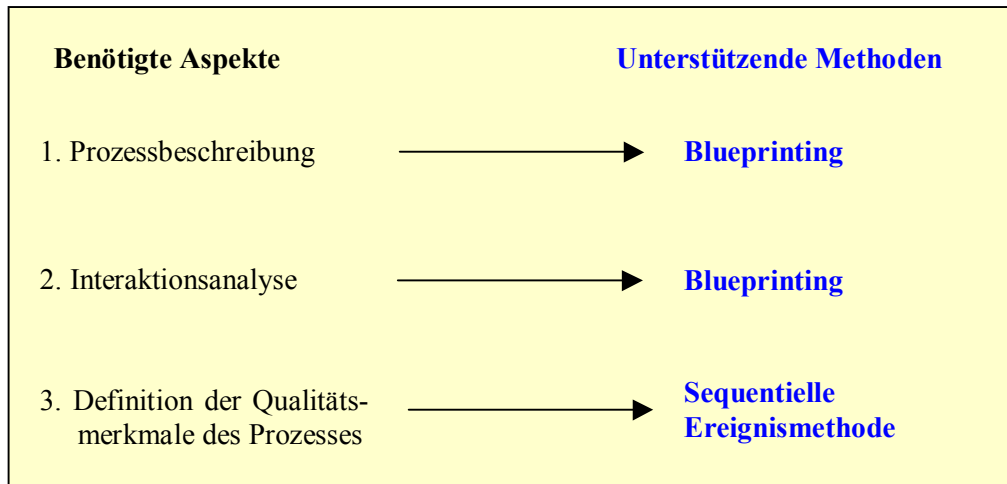 Benötigte Aspekte Unterstützende Methoden
1. Prozessbeschreibung Blueprinting
2. Interaktionsanalyse Blueprinting
3. Definition der Qualitäts-
merkmale des Prozesses
Sequentielle
Ereignismethode